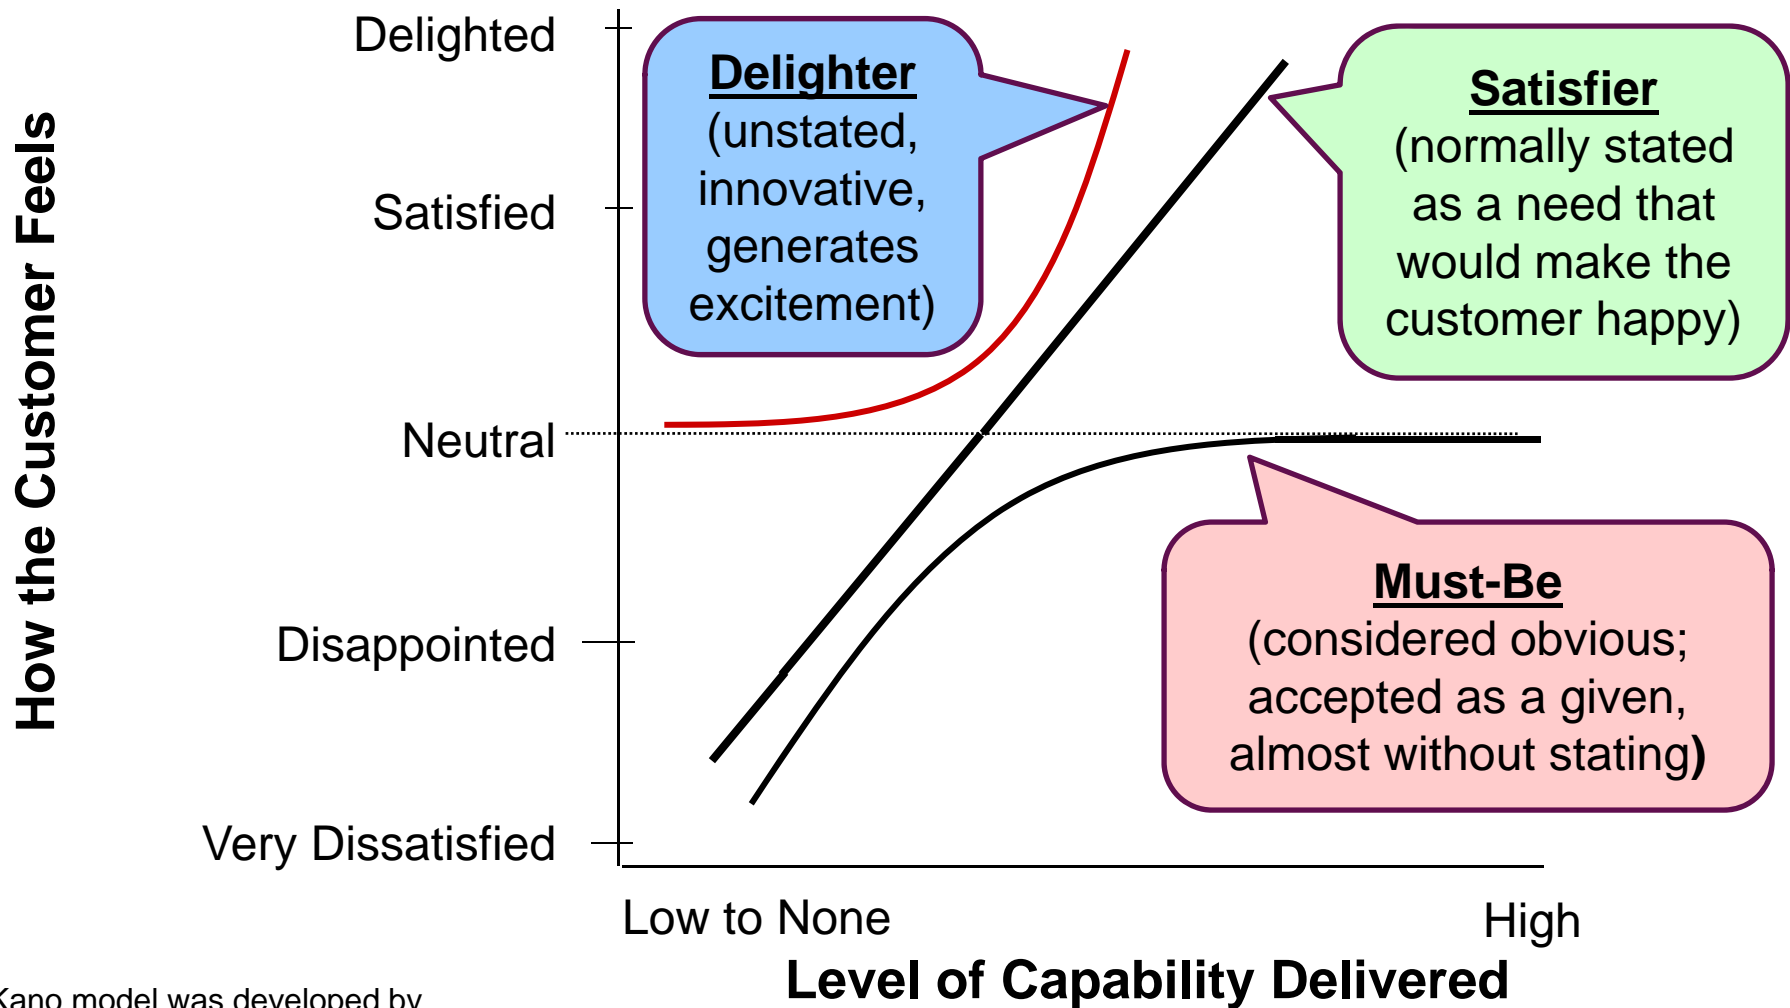 How the Customer Feels
Delighted
Satisfied
Neutral
Disappointed
Very Dissatisfied
Delighter
(unstated,
innovative,
generates
excitement)
Satisfier
(normally stated
as a need that
would make the
customer happy)
Must-Be
(considered obvious;
accepted as a given,
almost without stating)
Low to None
High
Level of Capability Delivered
Kano model was developed by